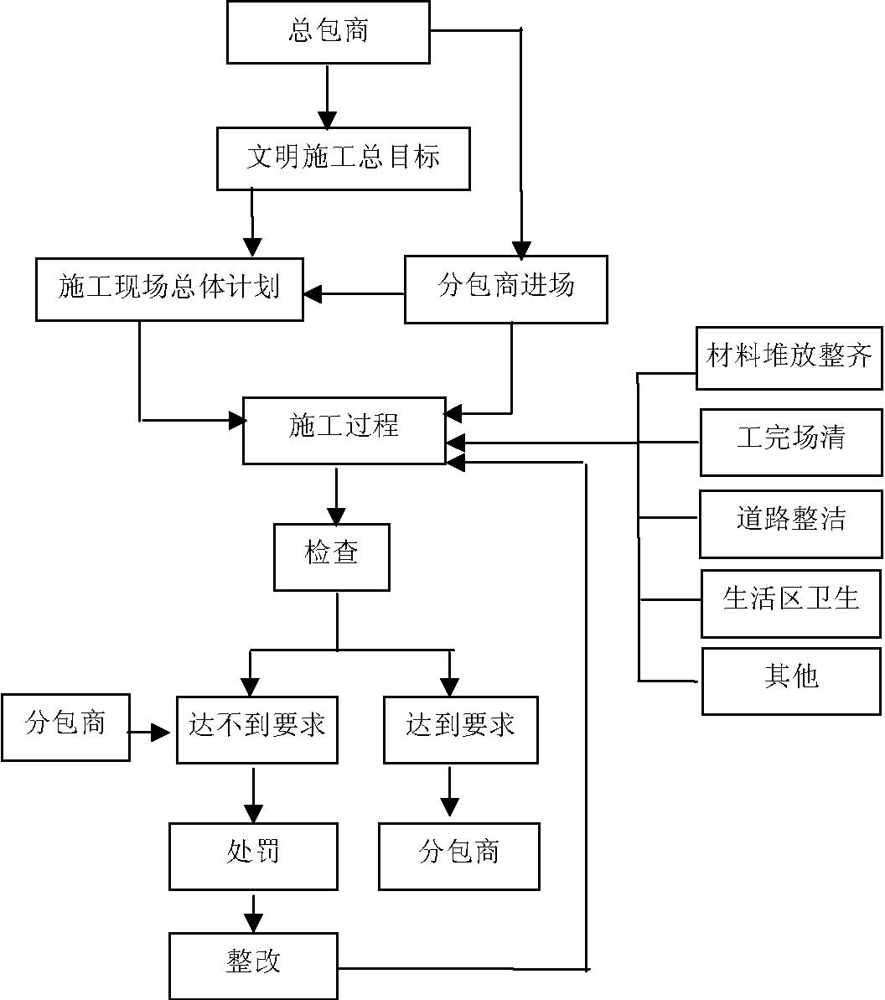 总包商
文明施工总目标
施工现场总体计划
分包商进场
材料堆放整齐
施工过程
工完场清
道路整洁
检查
生活区卫生
其他
分包商
达不到要求
达到要求
处罚
分包商
整改